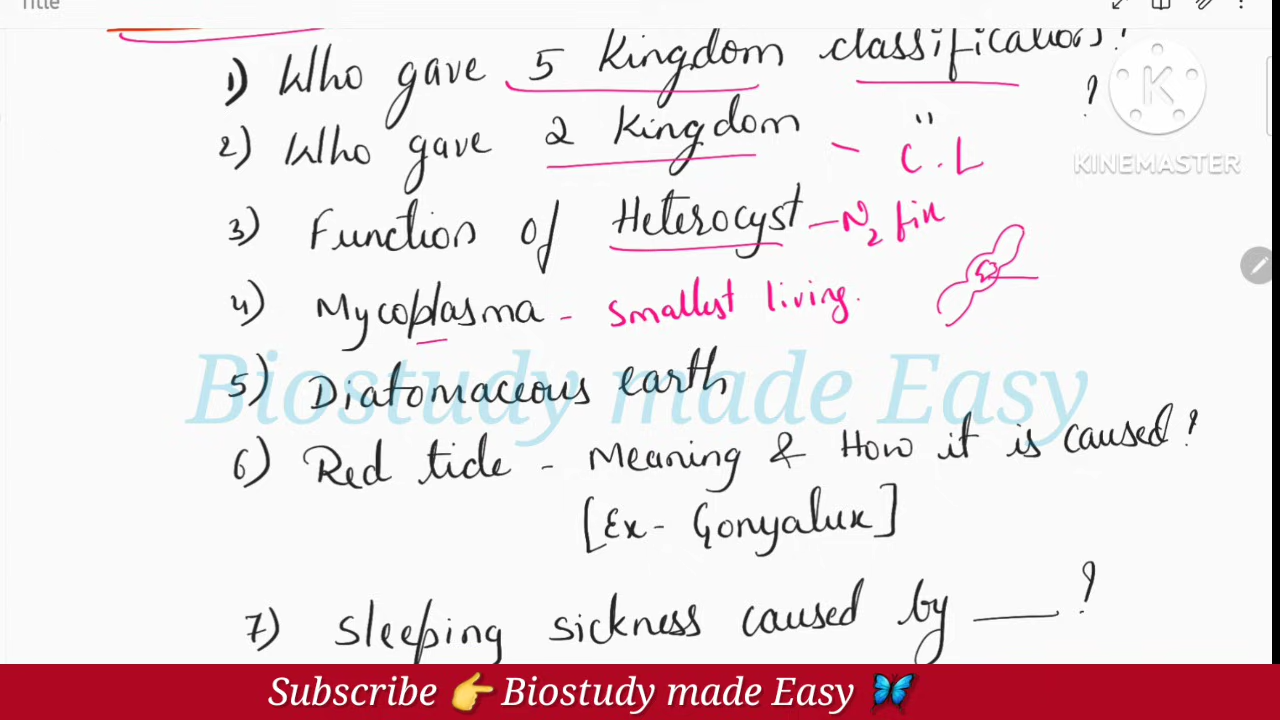 Title
1) Who gave 5 Kingdom classification?
2) Who gave 2 Kingdom " ?
- C.L
KINEMASTER
3) Function of Heterocyst - N2 fix
4) Mycoplasma - Smallest living.
Biostudy made Easy
5) Diatomaceous earth
6) Red tide - Meaning & How it is caused?
[Ex- Gonyalux]
7) Sleeping sickness caused by ___ ?
Subscribe 👉 Biostudy made Easy 🦋